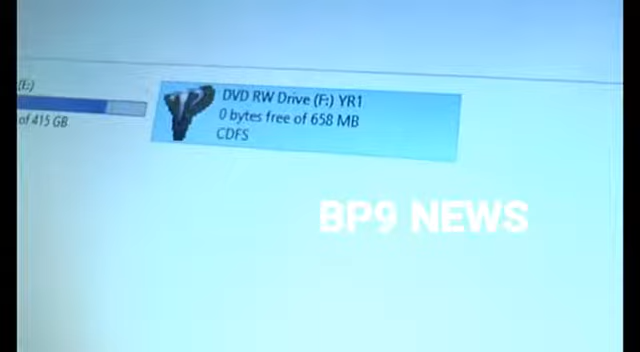 (E:)
of 415 GB
DVD RW Drive (F:) YR1
0 bytes free of 658 MB
CDFS
BP9 NEWS